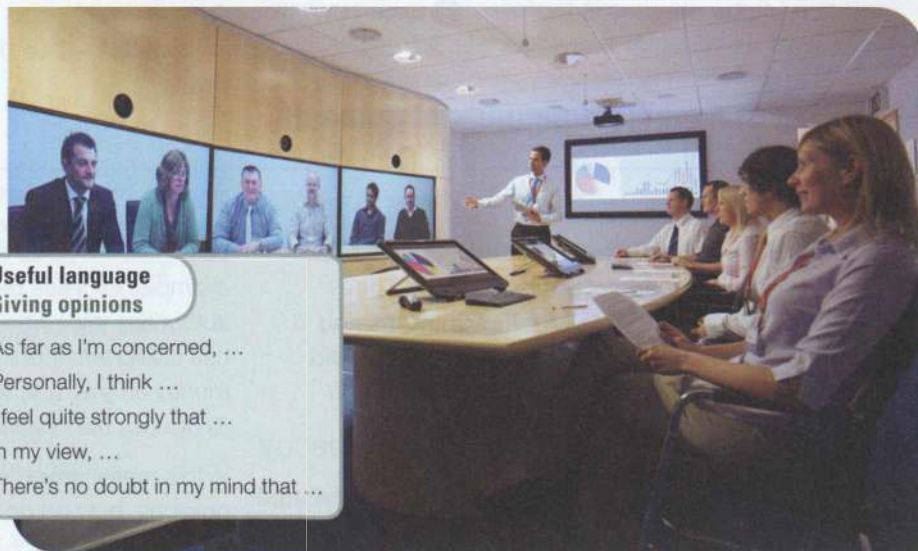 Useful language
Giving opinions
As far as I'm concerned, …
Personally, I think …
feel quite strongly that …
n my view, …
There's no doubt in my mind that …